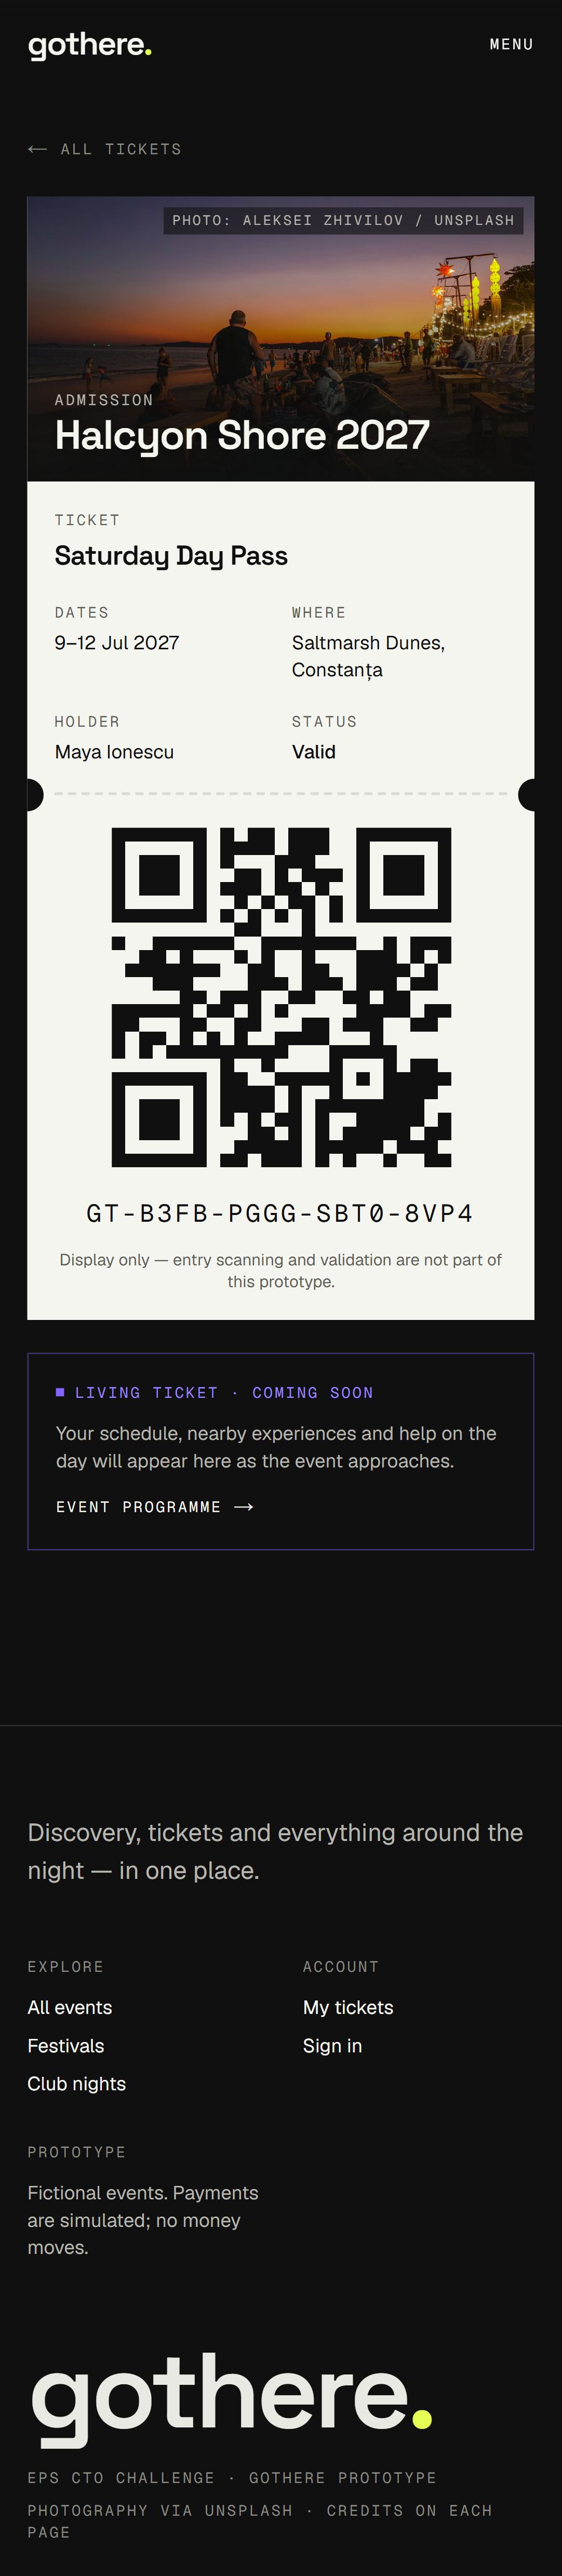 gothere.
MENU
← ALL TICKETS
PHOTO: ALEKSEI ZHIVILOV / UNSPLASH
ADMISSION
Halcyon Shore 2027
TICKET
Saturday Day Pass
DATES
9–12 Jul 2027
WHERE
Saltmarsh Dunes,
Constanța
HOLDER
Maya Ionescu
STATUS
Valid
GT-B3FB-PGGG-SBT0-8VP4
Display only — entry scanning and validation are not part of
this prototype.
LIVING TICKET · COMING SOON
Your schedule, nearby experiences and help on the
day will appear here as the event approaches.
EVENT PROGRAMME →
Discovery, tickets and everything around the
night — in one place.
EXPLORE
All events
Festivals
Club nights
ACCOUNT
My tickets
Sign in
PROTOTYPE
Fictional events. Payments
are simulated; no money
moves.
gothere.
EPS CTO CHALLENGE · GOTHERE PROTOTYPE
PHOTOGRAPHY VIA UNSPLASH · CREDITS ON EACH
PAGE